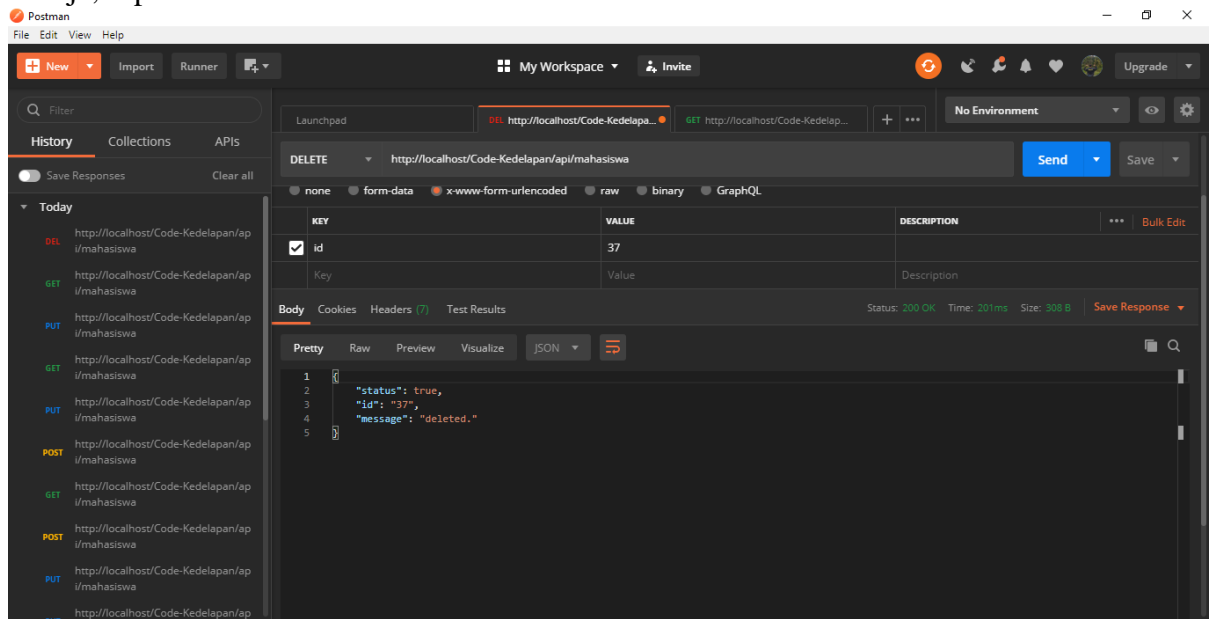 Postman
File Edit View Help
New Import Runner My Workspace Invite Upgrade
Filter
History Collections APIs
Save Responses Clear all
Today
DEL http://localhost/Code-Kedelapan/ap
i/mahasiswa
GET http://localhost/Code-Kedelapan/ap
i/mahasiswa
PUT http://localhost/Code-Kedelapan/ap
i/mahasiswa
GET http://localhost/Code-Kedelapan/ap
i/mahasiswa
PUT http://localhost/Code-Kedelapan/ap
i/mahasiswa
POST http://localhost/Code-Kedelapan/ap
i/mahasiswa
GET http://localhost/Code-Kedelapan/ap
i/mahasiswa
POST http://localhost/Code-Kedelapan/ap
i/mahasiswa
PUT http://localhost/Code-Kedelapan/ap
i/mahasiswa
http://localhost/Code-Kedelapan/ap
Launchpad DEL http://localhost/Code-Kedelapa... GET http://localhost/Code-Kedelap... + ••• No Environment
DELETE http://localhost/Code-Kedelapan/api/mahasiswa Send Save
none form-data x-www-form-urlencoded raw binary GraphQL
KEY VALUE DESCRIPTION ••• Bulk Edit
id 37
Key Value Description
Body Cookies Headers (7) Test Results Status: 200 OK Time: 201ms Size: 308 B Save Response
Pretty Raw Preview Visualize JSON
1 {
2 "status": true,
3 "id": "37",
4 "message": "deleted."
5 }